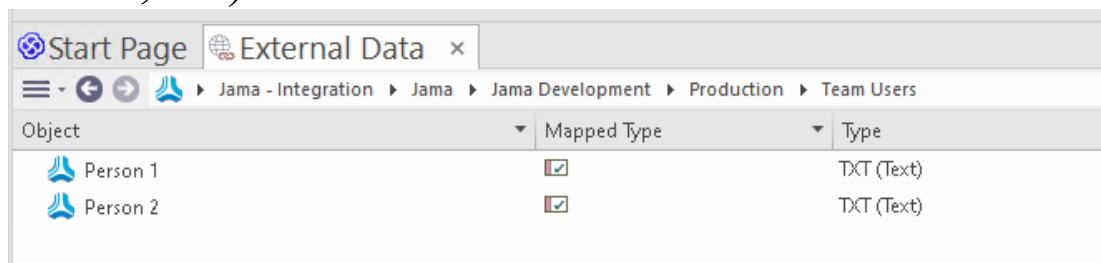 Start Page External Data ×
Jama - Integration Jama Jama Development Production Team Users
Object Mapped Type Type
Person 1 TXT (Text)
Person 2 TXT (Text)